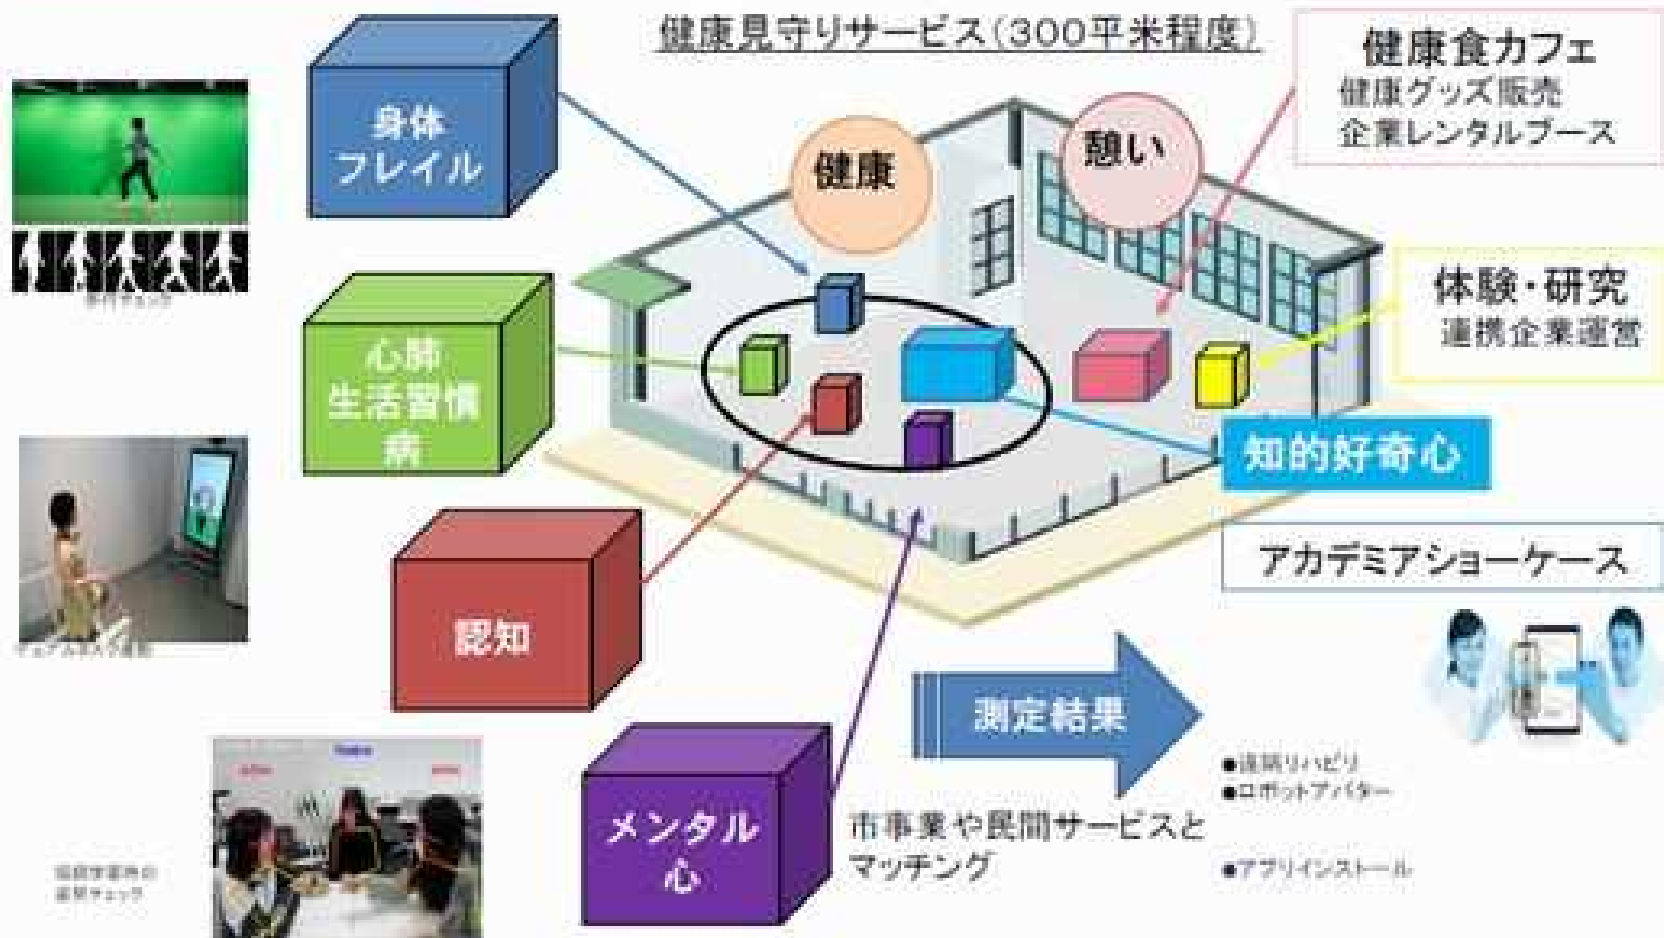 健康見守りサービス(300平米程度)
健康食カフェ
健康グッズ販売
企業レンタルブース
身体
フレイル
健康
憩い
体験・研究
連携企業運営
心肺
生活習慣
病
知的好奇心
アカデミアショーケース
認知
測定結果
メンタル
心
市事業や民間サービスと
マッチング
●遠隔リハビリ
●ロボットアバター
●アプリインストール